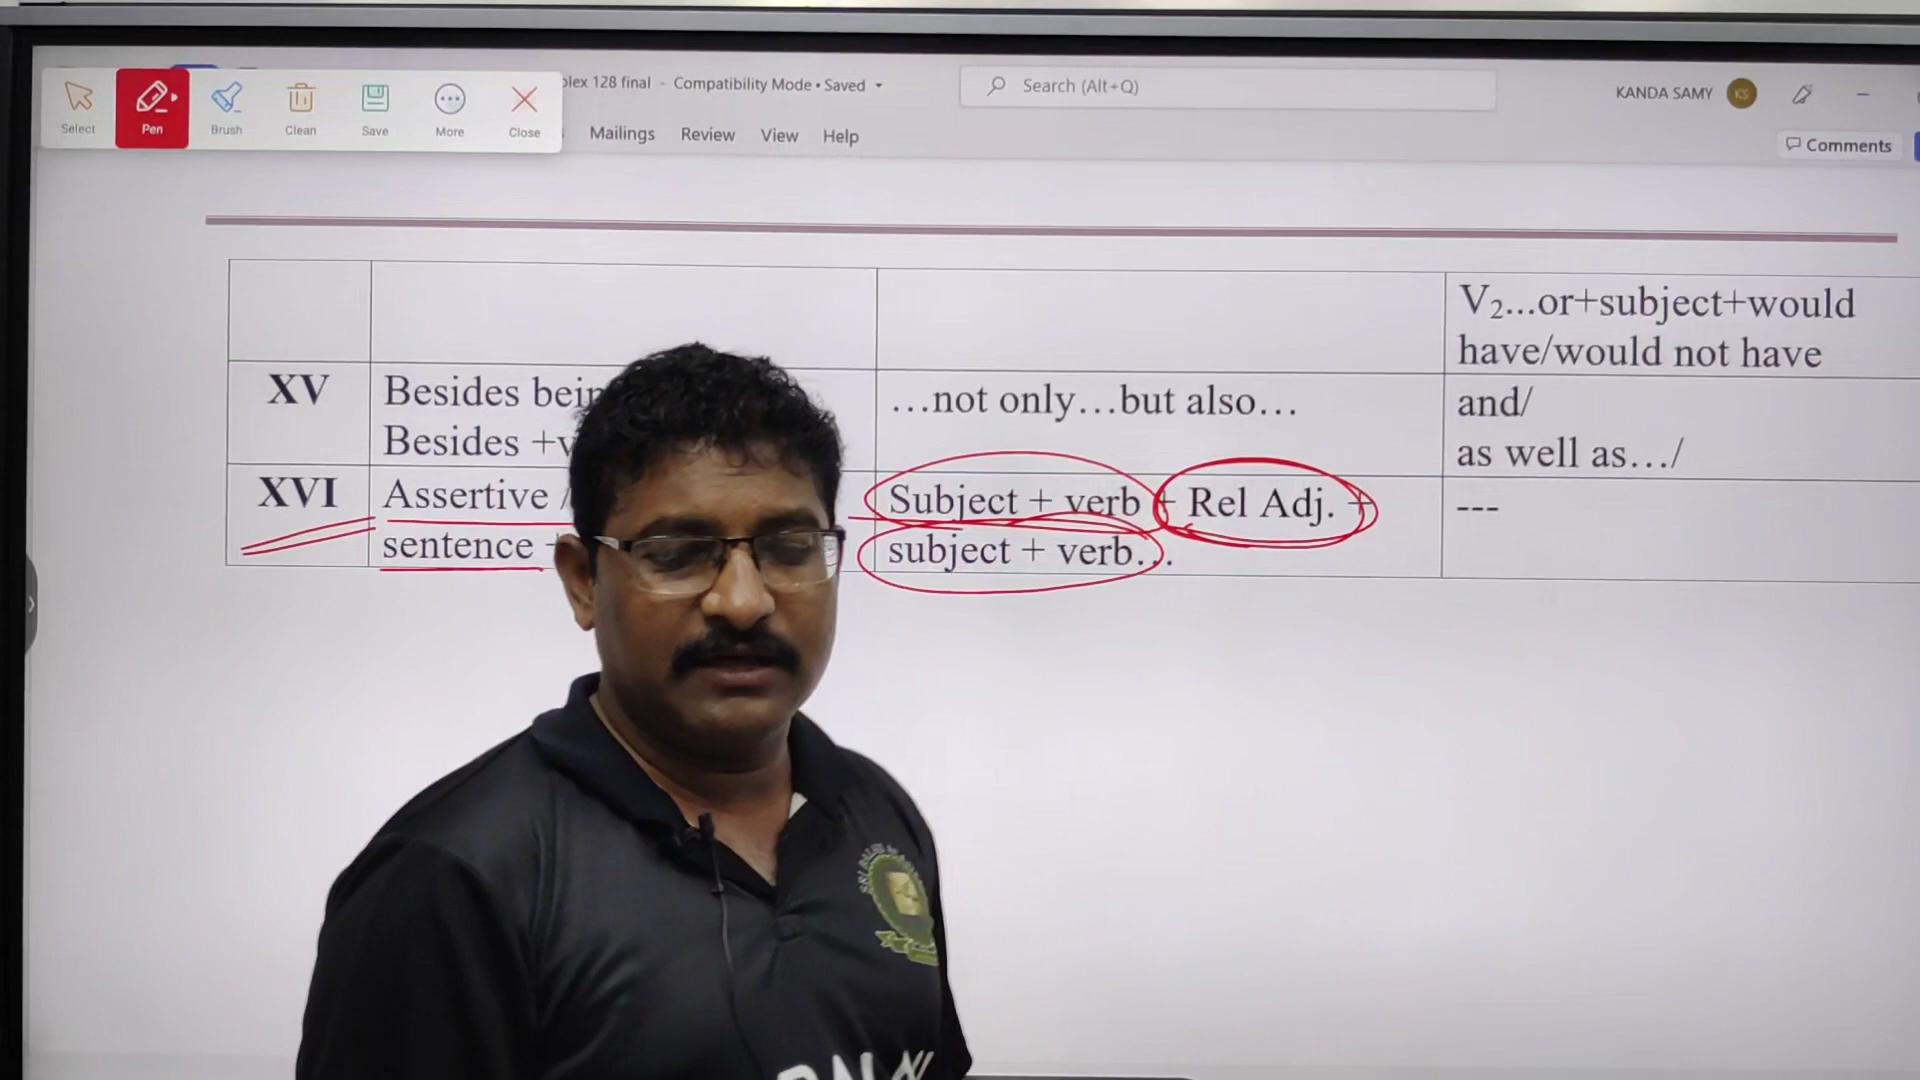 plex 128 final - Compatibility Mode • Saved
Search (Alt+Q)
KANDA SAMY
KS
Select
Pen
Brush
Clean
Save
More
Close
Mailings Review View Help
Comments
V₂…or+subject+would
have/would not have
XV
Besides
Besides +
…not only…but also…
and/
as well as…/
XVI
Assertive /
sentence
Subject + verb + Rel Adj. +
subject + verb…
---
SRI